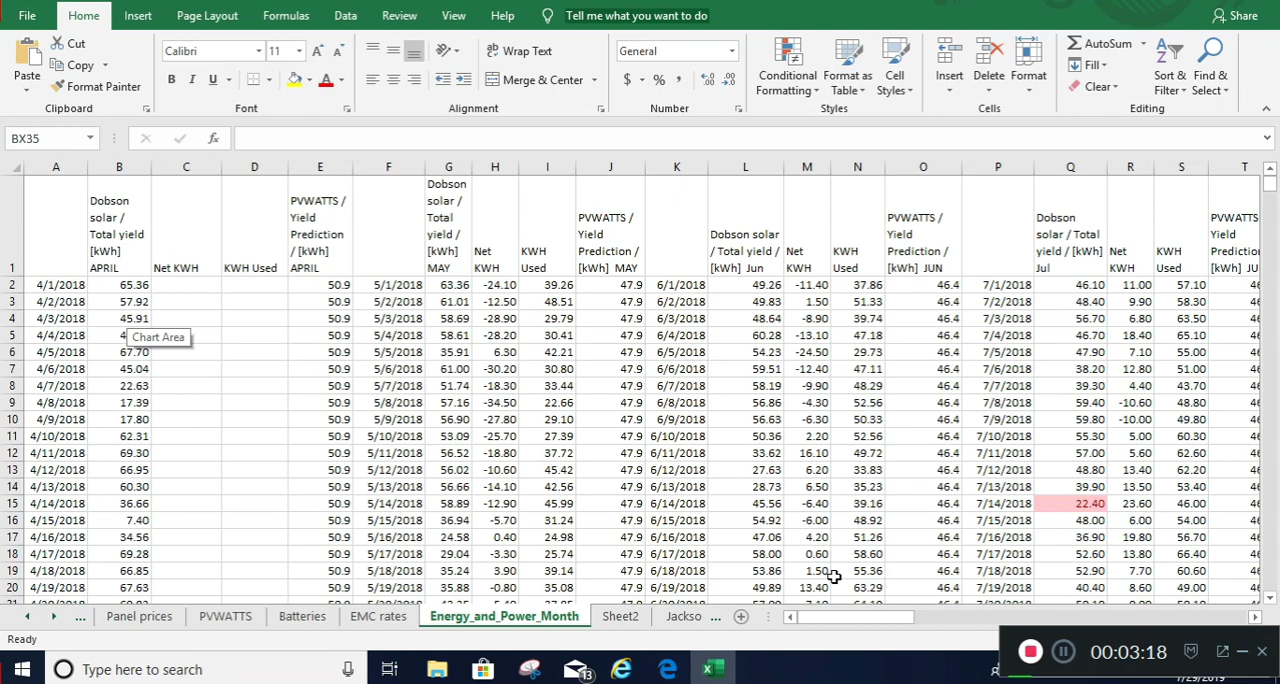 File Home Insert Page Layout Formulas Data Review View Help Tell me what you want to do Share
Cut
Copy
Format Painter
Paste
Calibri 11
B I U
Wrap Text
Merge & Center
General
$ % ,
Conditional Formatting
Format as Table
Cell Styles
Insert Delete Format
AutoSum
Fill
Clear
Sort & Filter
Find & Select
Clipboard Font Alignment Number Styles Cells Editing
BX35 fx
A B C D E F G H I J K L M N O P Q R S T
1 Dobson solar / Total yield [kWh] APRIL Net KWH KWH Used PVWATTS / Yield Prediction / [kWh] APRIL Dobson solar / Total yield / [kWh] MAY Net KWH KWH Used PVWATTS / Yield Prediction / [kWh] MAY Dobson solar / Total yield / [kWh] Jun Net KWH KWH Used PVWATTS / Yield Prediction / [kWh] JUN Dobson solar / Total yield / [kWh] Jul Net KWH KWH Used PVWATTS Yield
2 4/1/2018 65.36 50.9 5/1/2018 63.36 -24.10 39.26 47.9 6/1/2018 49.26 -11.40 37.86 46.4 7/1/2018 46.10 11.00 57.10
3 4/2/2018 57.92 50.9 5/2/2018 61.01 -12.50 48.51 47.9 6/2/2018 49.83 1.50 51.33 46.4 7/2/2018 48.40 9.90 58.30
4 4/3/2018 45.91 50.9 5/3/2018 58.69 -28.90 29.79 47.9 6/3/2018 48.64 -8.90 39.74 46.4 7/3/2018 56.70 6.80 63.50
5 4/4/2018 50.9 5/4/2018 58.61 -28.20 30.41 47.9 6/4/2018 60.28 -13.10 47.18 46.4 7/4/2018 46.70 18.40 65.10
Chart Area
6 4/5/2018 67.70 50.9 5/5/2018 35.91 6.30 42.21 47.9 6/5/2018 54.23 -24.50 29.73 46.4 7/5/2018 47.90 7.10 55.00
7 4/6/2018 45.04 50.9 5/6/2018 61.00 -30.20 30.80 47.9 6/6/2018 59.51 -12.40 47.11 46.4 7/6/2018 38.20 12.80 51.00
8 4/7/2018 22.63 50.9 5/7/2018 51.74 -18.30 33.44 47.9 6/7/2018 58.19 -9.90 48.29 46.4 7/7/2018 39.30 4.40 43.70
9 4/8/2018 17.39 50.9 5/8/2018 57.16 -34.50 22.66 47.9 6/8/2018 56.86 -4.30 52.56 46.4 7/8/2018 59.40 -10.60 48.80
10 4/9/2018 17.80 50.9 5/9/2018 56.90 -27.80 29.10 47.9 6/9/2018 56.63 -6.30 50.33 46.4 7/9/2018 59.80 -10.00 49.80
11 4/10/2018 62.31 50.9 5/10/2018 53.09 -25.70 27.39 47.9 6/10/2018 50.36 2.20 52.56 46.4 7/10/2018 55.30 5.00 60.30
12 4/11/2018 69.30 50.9 5/11/2018 56.52 -18.80 37.72 47.9 6/11/2018 33.62 16.10 49.72 46.4 7/11/2018 57.00 5.60 62.60
13 4/12/2018 66.95 50.9 5/12/2018 56.02 -10.60 45.42 47.9 6/12/2018 27.63 6.20 33.83 46.4 7/12/2018 48.80 13.40 62.20
14 4/13/2018 60.30 50.9 5/13/2018 56.66 -14.10 42.56 47.9 6/13/2018 28.73 6.50 35.23 46.4 7/13/2018 39.90 13.50 53.40
15 4/14/2018 36.66 50.9 5/14/2018 58.89 -12.90 45.99 47.9 6/14/2018 45.56 -6.40 39.16 46.4 7/14/2018 22.40 23.60 46.00
16 4/15/2018 7.40 50.9 5/15/2018 36.94 -5.70 31.24 47.9 6/15/2018 54.92 -6.00 48.92 46.4 7/15/2018 48.00 6.00 54.00
17 4/16/2018 34.56 50.9 5/16/2018 24.58 0.40 24.98 47.9 6/16/2018 47.06 4.20 51.26 46.4 7/16/2018 36.90 19.80 56.70
18 4/17/2018 69.28 50.9 5/17/2018 29.04 -3.30 25.74 47.9 6/17/2018 58.00 0.60 58.60 46.4 7/17/2018 52.60 13.80 66.40
19 4/18/2018 66.85 50.9 5/18/2018 35.24 3.90 39.14 47.9 6/18/2018 53.86 1.50 55.36 46.4 7/18/2018 52.90 7.70 60.60
20 4/19/2018 67.63 50.9 5/19/2018 35.88 -0.80 35.08 47.9 6/19/2018 49.89 13.40 63.29 46.4 7/19/2018 40.40 8.60 49.00
... Panel prices PVWATTS Batteries EMC rates Energy_and_Power_Month Sheet2 Jackso ...
Ready
00:03:18
Type here to search
13
7/29/2019